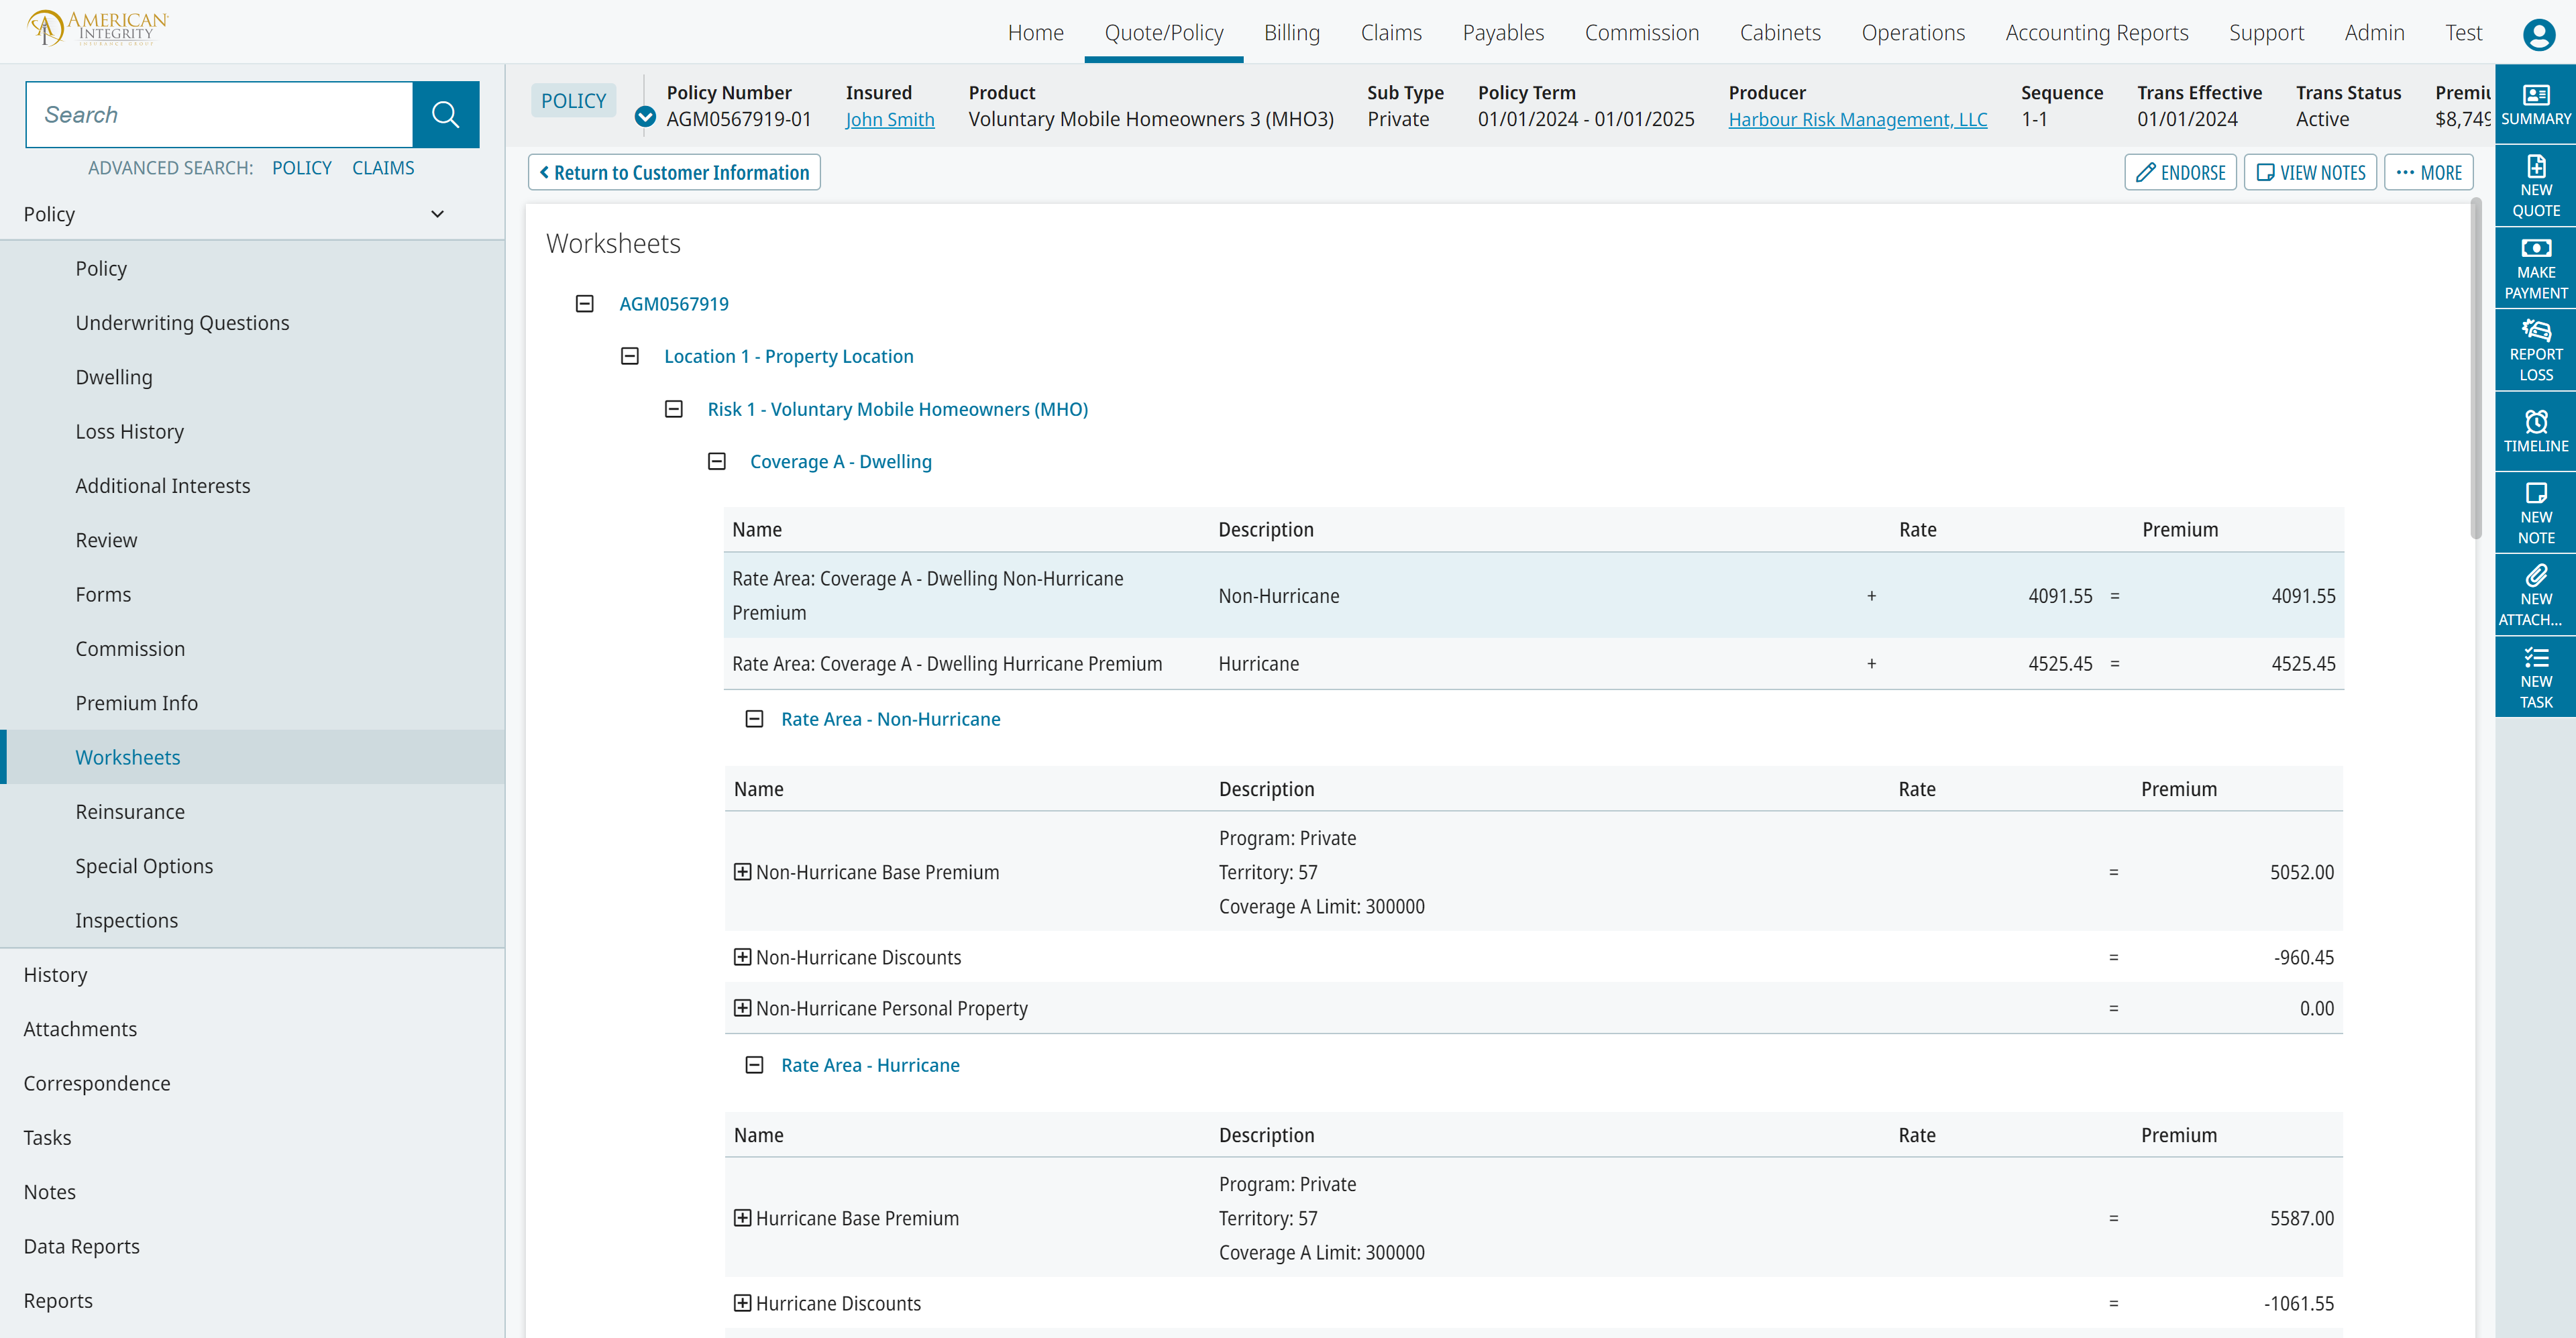 AMERICAN
INTEGRITY
INSURANCE GROUP
Home Quote/Policy Billing Claims Payables Commission Cabinets Operations Accounting Reports Support Admin Test
Search
ADVANCED SEARCH: POLICY CLAIMS
Policy
Policy
Underwriting Questions
Dwelling
Loss History
Additional Interests
Review
Forms
Commission
Premium Info
Worksheets
Reinsurance
Special Options
Inspections
History
Attachments
Correspondence
Tasks
Notes
Data Reports
Reports
POLICY
Policy Number Insured Product Sub Type Policy Term Producer Sequence Trans Effective Trans Status
AGM0567919-01 John Smith Voluntary Mobile Homeowners 3 (MHO3) Private 01/01/2024 - 01/01/2025 Harbour Risk Management, LLC 1-1 01/01/2024 Active $8,749
Return to Customer Information
ENDORSE VIEW NOTES MORE
Worksheets
AGM0567919
Location 1 - Property Location
Risk 1 - Voluntary Mobile Homeowners (MHO)
Coverage A - Dwelling
Name Description Rate Premium
Rate Area: Coverage A - Dwelling Non-Hurricane
Premium
Non-Hurricane + 4091.55 = 4091.55
Rate Area: Coverage A - Dwelling Hurricane Premium Hurricane + 4525.45 = 4525.45
Rate Area - Non-Hurricane
Name Description Rate Premium
Non-Hurricane Base Premium
Program: Private
Territory: 57
Coverage A Limit: 300000
= 5052.00
Non-Hurricane Discounts = -960.45
Non-Hurricane Personal Property = 0.00
Rate Area - Hurricane
Name Description Rate Premium
Hurricane Base Premium
Program: Private
Territory: 57
Coverage A Limit: 300000
= 5587.00
Hurricane Discounts = -1061.55
SUMMARY
NEW
QUOTE
MAKE
PAYMENT
REPORT
LOSS
TIMELINE
NEW
NOTE
NEW
ATTACH...
NEW
TASK